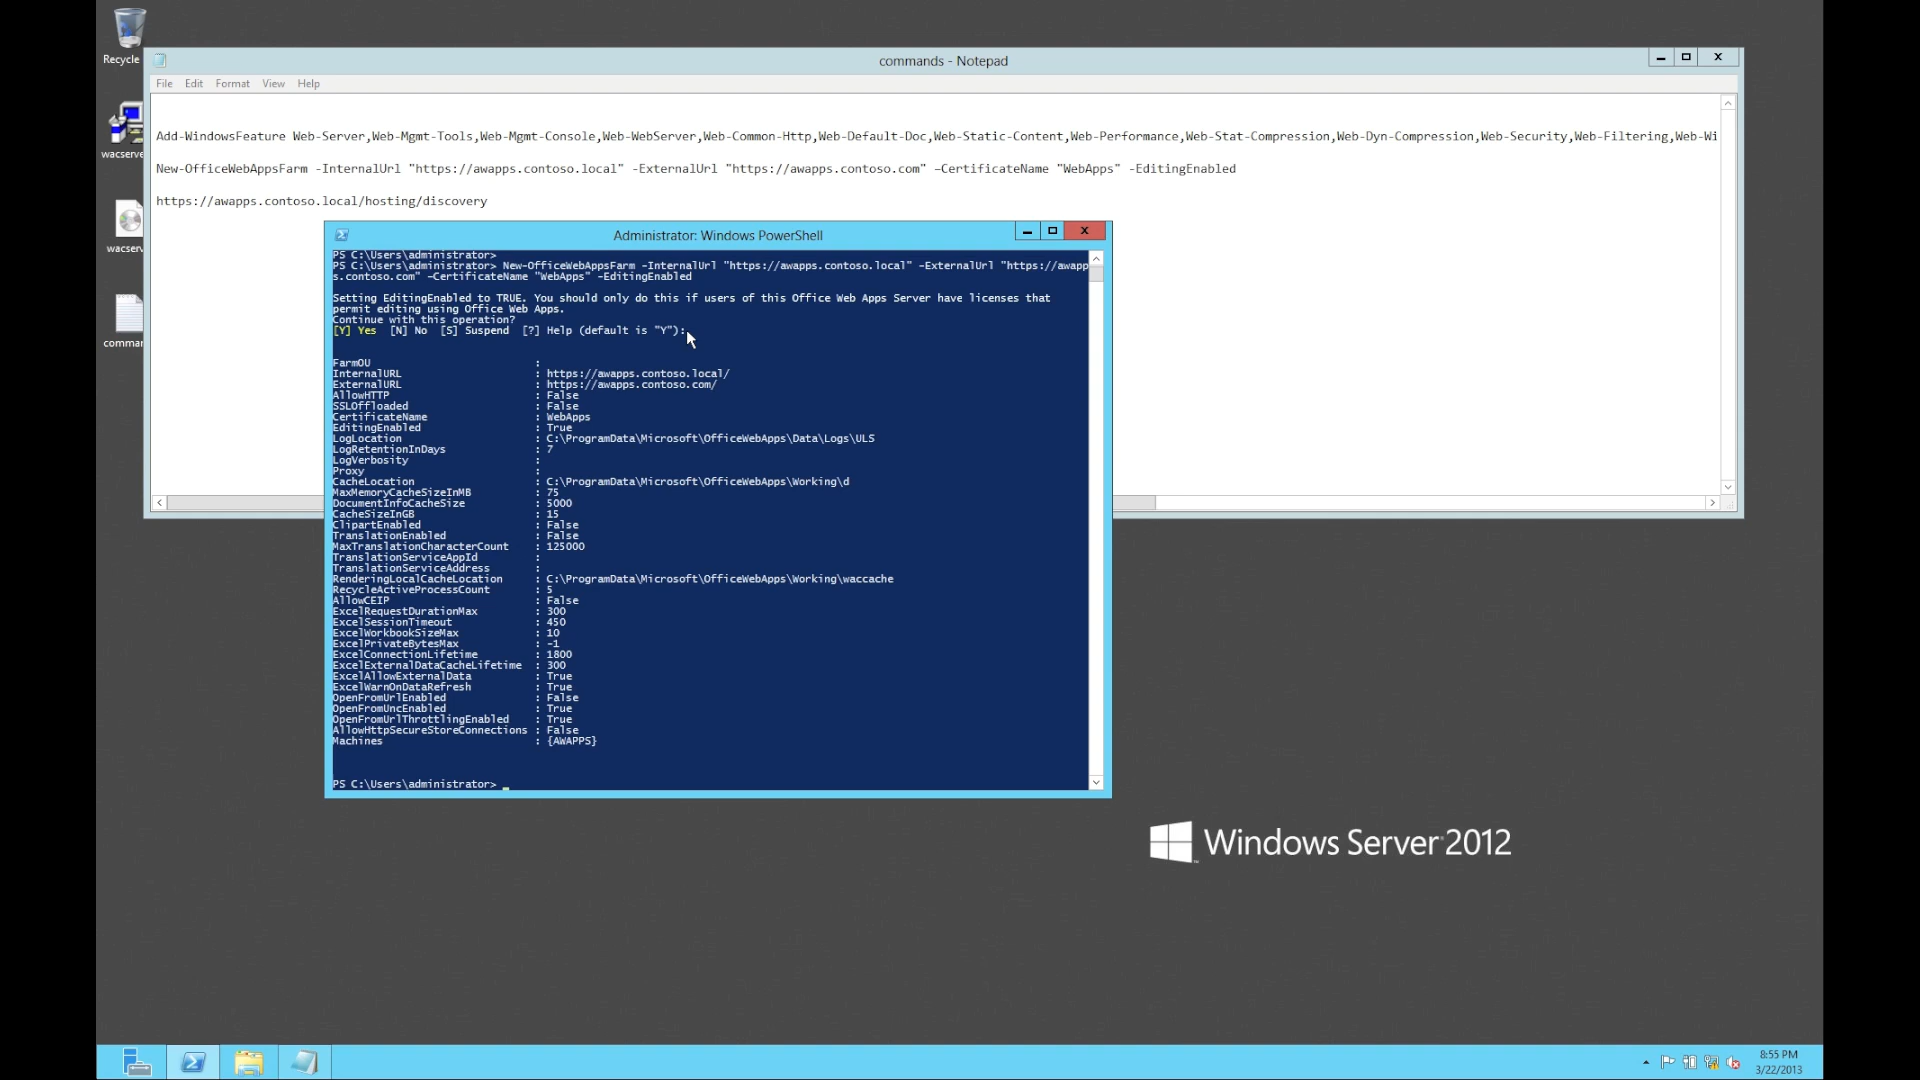 Recycle
commands - Notepad
File Edit Format View Help
Add-WindowsFeature Web-Server,Web-Mgmt-Tools,Web-Mgmt-Console,Web-WebServer,Web-Common-Http,Web-Default-Doc,Web-Static-Content,Web-Performance,Web-Stat-Compression,Web-Dyn-Compression,Web-Security,Web-Filtering,Web-Wi
New-OfficeWebAppsFarm -InternalUrl "https://awapps.contoso.local" -ExternalUrl "https://awapps.contoso.com" –CertificateName "WebApps" -EditingEnabled
https://awapps.contoso.local/hosting/discovery
wacserve
wacserv
comman
Administrator: Windows PowerShell
PS C:\Users\administrator>
PS C:\Users\administrator> New-OfficeWebAppsFarm -InternalUrl "https://awapps.contoso.local" -ExternalUrl "https://awapp
s.contoso.com" –CertificateName "WebApps" -EditingEnabled
Setting EditingEnabled to TRUE. You should only do this if users of this Office Web Apps Server have licenses that
permit editing using Office Web Apps.
Continue with this operation?
[Y] Yes [N] No [S] Suspend [?] Help (default is "Y"):
FarmOU :
InternalURL : https://awapps.contoso.local/
ExternalURL : https://awapps.contoso.com/
AllowHTTP : False
SSLOffloaded : False
CertificateName : WebApps
EditingEnabled : True
LogLocation : C:\ProgramData\Microsoft\OfficeWebApps\Data\Logs\ULS
LogRetentionInDays : 7
LogVerbosity :
Proxy :
CacheLocation : C:\ProgramData\Microsoft\OfficeWebApps\Working\d
MaxMemoryCacheSizeInMB : 75
DocumentInfoCacheSize : 5000
CacheSizeInGB : 15
ClipartEnabled : False
TranslationEnabled : False
MaxTranslationCharacterCount : 125000
TranslationServiceAppId :
TranslationServiceAddress :
RenderingLocalCacheLocation : C:\ProgramData\Microsoft\OfficeWebApps\Working\waccache
RecycleActiveProcessCount : 5
AllowCEIP : False
ExcelRequestDurationMax : 300
ExcelSessionTimeout : 450
ExcelWorkbookSizeMax : 10
ExcelPrivateBytesMax : -1
ExcelConnectionLifetime : 1800
ExcelExternalDataCacheLifetime : 300
ExcelAllowExternalData : True
ExcelWarnOnDataRefresh : True
OpenFromUrlEnabled : False
OpenFromUncEnabled : True
OpenFromUrlThrottlingEnabled : True
AllowHttpSecureStoreConnections : False
Machines : {AWAPPS}
PS C:\Users\administrator>
Windows Server 2012
8:55 PM
3/22/2013